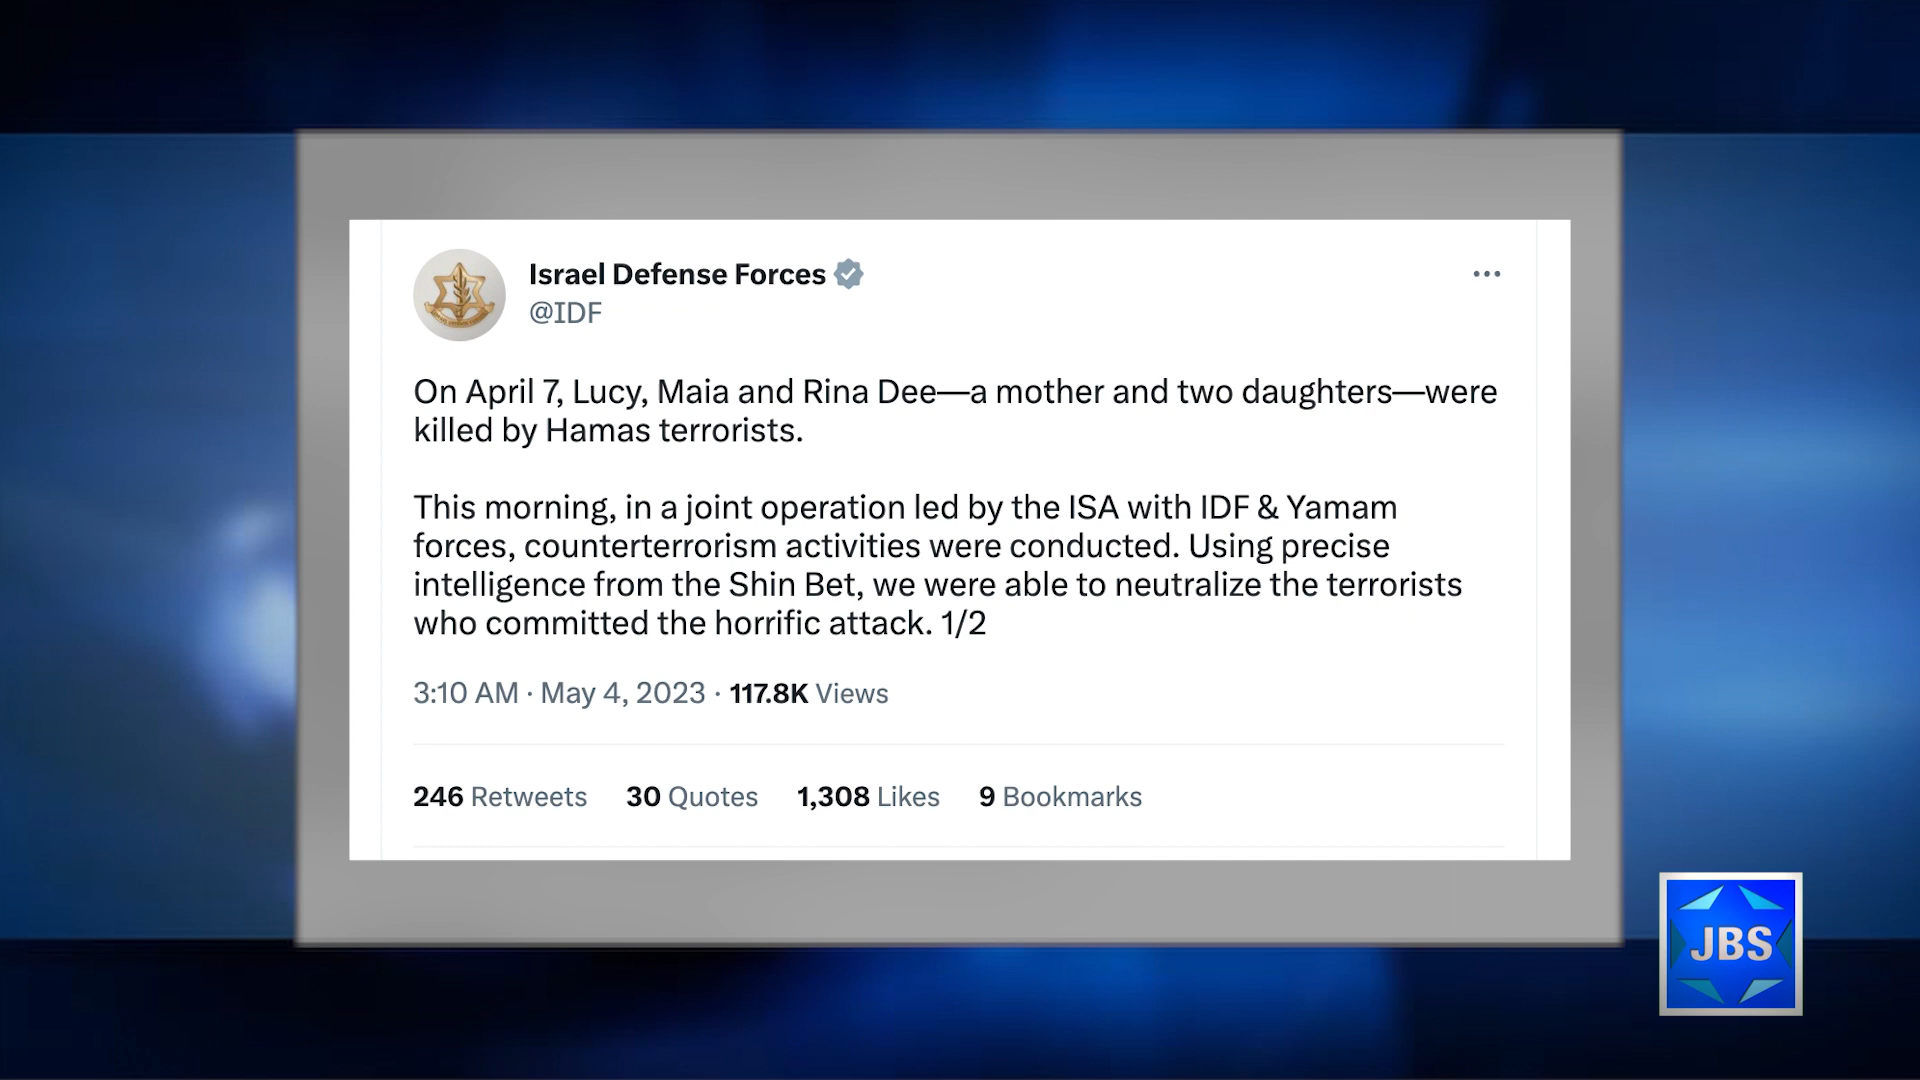 Israel Defense Forces
@IDF
On April 7, Lucy, Maia and Rina Dee—a mother and two daughters—were
killed by Hamas terrorists.
This morning, in a joint operation led by the ISA with IDF & Yamam
forces, counterterrorism activities were conducted. Using precise
intelligence from the Shin Bet, we were able to neutralize the terrorists
who committed the horrific attack. 1/2
3:10 AM · May 4, 2023 · 117.8K Views
246 Retweets 30 Quotes 1,308 Likes 9 Bookmarks
JBS